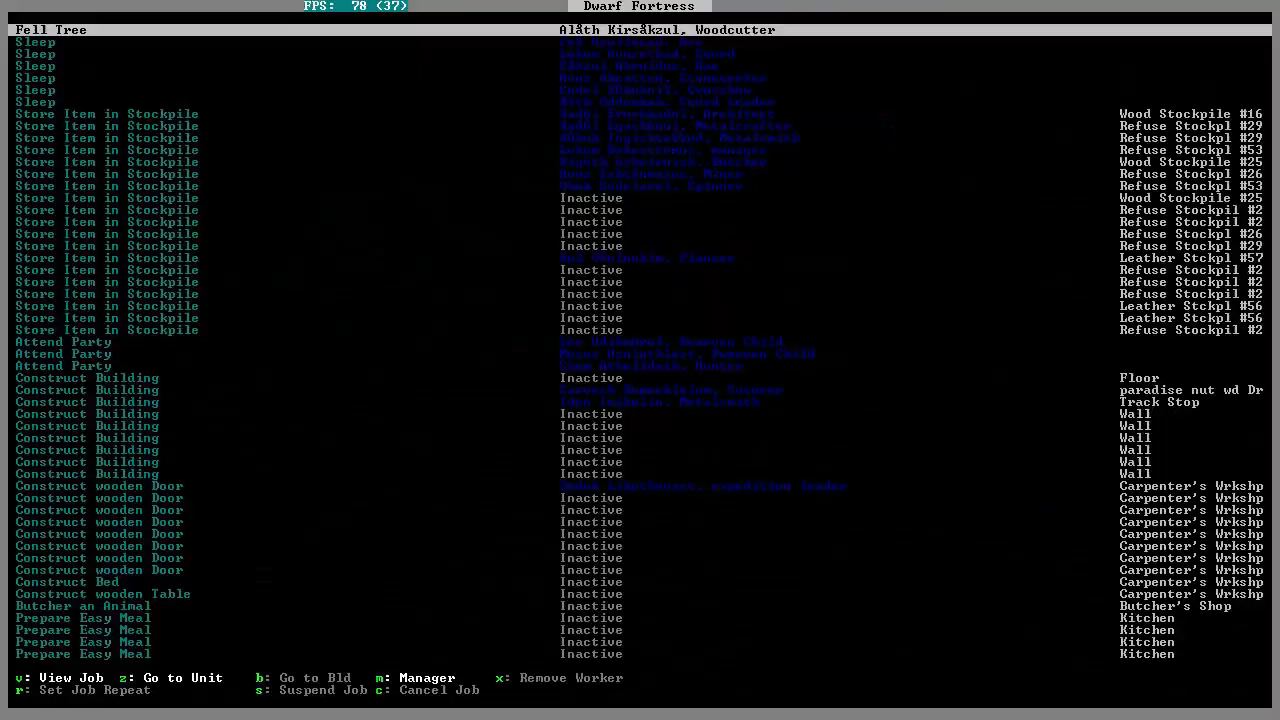 FPS: 78 (37) Dwarf Fortress
Fell Tree Alåth Kirsåkzul, Woodcutter
Sleep
Sleep
Sleep
Sleep
Sleep
Sleep
Store Item in Stockpile Wood Stockpile #16
Store Item in Stockpile Refuse Stockpl #29
Store Item in Stockpile Refuse Stockpl #29
Store Item in Stockpile Refuse Stockpl #53
Store Item in Stockpile Wood Stockpile #25
Store Item in Stockpile Refuse Stockpl #26
Store Item in Stockpile Refuse Stockpl #53
Store Item in Stockpile Inactive Wood Stockpile #25
Store Item in Stockpile Inactive Refuse Stockpil #2
Store Item in Stockpile Inactive Refuse Stockpil #2
Store Item in Stockpile Inactive Refuse Stockpl #26
Store Item in Stockpile Inactive Refuse Stockpl #29
Store Item in Stockpile Leather Stckpl #57
Store Item in Stockpile Inactive Refuse Stockpil #2
Store Item in Stockpile Inactive Refuse Stockpil #2
Store Item in Stockpile Inactive Refuse Stockpil #2
Store Item in Stockpile Inactive Leather Stckpl #56
Store Item in Stockpile Inactive Leather Stckpl #56
Store Item in Stockpile Inactive Refuse Stockpil #2
Attend Party Dwarven Child
Attend Party Dwarven Child
Attend Party Hunter
Construct Building Inactive Floor
Construct Building paradise nut wd Dr
Construct Building Metalsmith Track Stop
Construct Building Inactive Wall
Construct Building Inactive Wall
Construct Building Inactive Wall
Construct Building Inactive Wall
Construct Building Inactive Wall
Construct Building Inactive Wall
Construct wooden Door expedition leader Carpenter's Wrkshp
Construct wooden Door Inactive Carpenter's Wrkshp
Construct wooden Door Inactive Carpenter's Wrkshp
Construct wooden Door Inactive Carpenter's Wrkshp
Construct wooden Door Inactive Carpenter's Wrkshp
Construct wooden Door Inactive Carpenter's Wrkshp
Construct wooden Door Inactive Carpenter's Wrkshp
Construct wooden Door Inactive Carpenter's Wrkshp
Construct Bed Inactive Carpenter's Wrkshp
Construct wooden Table Inactive Carpenter's Wrkshp
Butcher an Animal Inactive Butcher's Shop
Prepare Easy Meal Inactive Kitchen
Prepare Easy Meal Inactive Kitchen
Prepare Easy Meal Inactive Kitchen
Prepare Easy Meal Inactive Kitchen
v: View Job z: Go to Unit b: Go to Bld m: Manager x: Remove Worker
r: Set Job Repeat s: Suspend Job c: Cancel Job